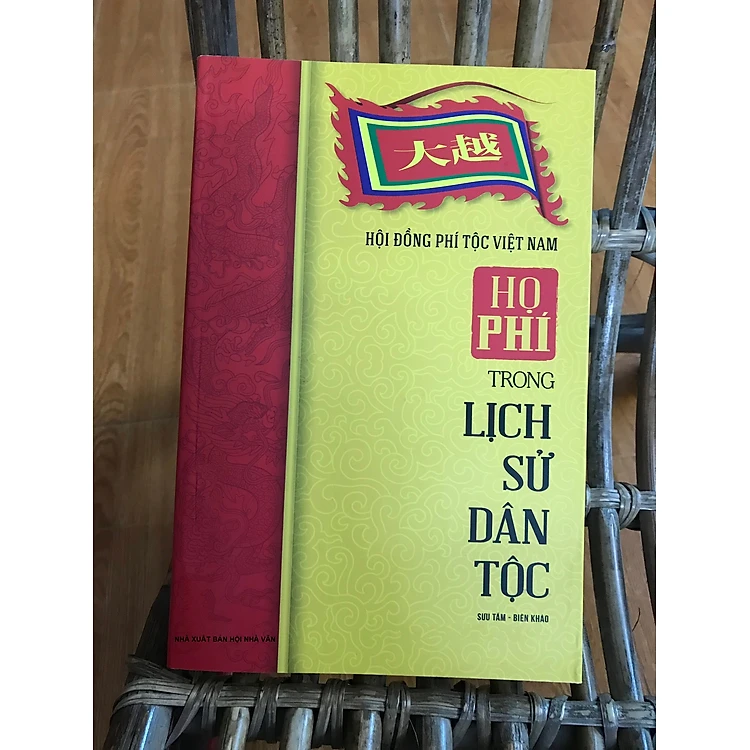 大越
HỘI ĐỒNG PHÍ TỘC VIỆT NAM
HỌ
PHÍ
TRONG
LỊCH
SỬ
DÂN
TỘC
SƯU TẦM - BIÊN KHẢO
NHÀ XUẤT BẢN HỘI NHÀ VĂN